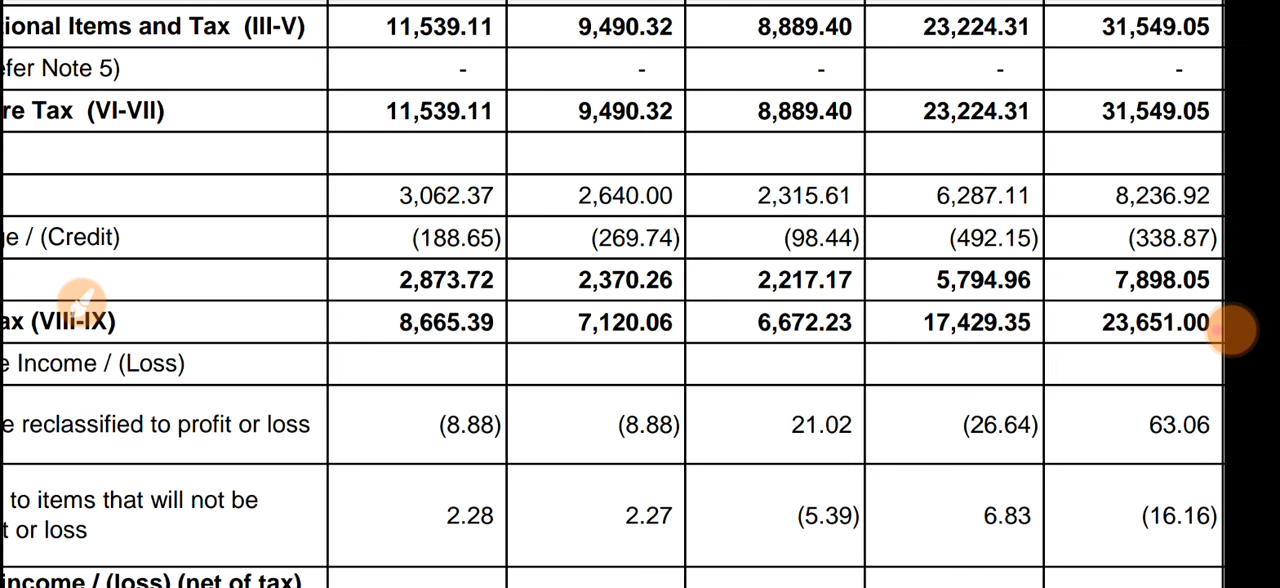 ional Items and Tax (III-V) 11,539.11 9,490.32 8,889.40 23,224.31 31,549.05
efer Note 5) - - - - -
re Tax (VI-VII) 11,539.11 9,490.32 8,889.40 23,224.31 31,549.05
3,062.37 2,640.00 2,315.61 6,287.11 8,236.92
e / (Credit) (188.65) (269.74) (98.44) (492.15) (338.87)
2,873.72 2,370.26 2,217.17 5,794.96 7,898.05
ax (VIII-IX) 8,665.39 7,120.06 6,672.23 17,429.35 23,651.00
e Income / (Loss)
e reclassified to profit or loss (8.88) (8.88) 21.02 (26.64) 63.06
to items that will not be
t or loss 2.28 2.27 (5.39) 6.83 (16.16)
income / (loss) (net of tax)